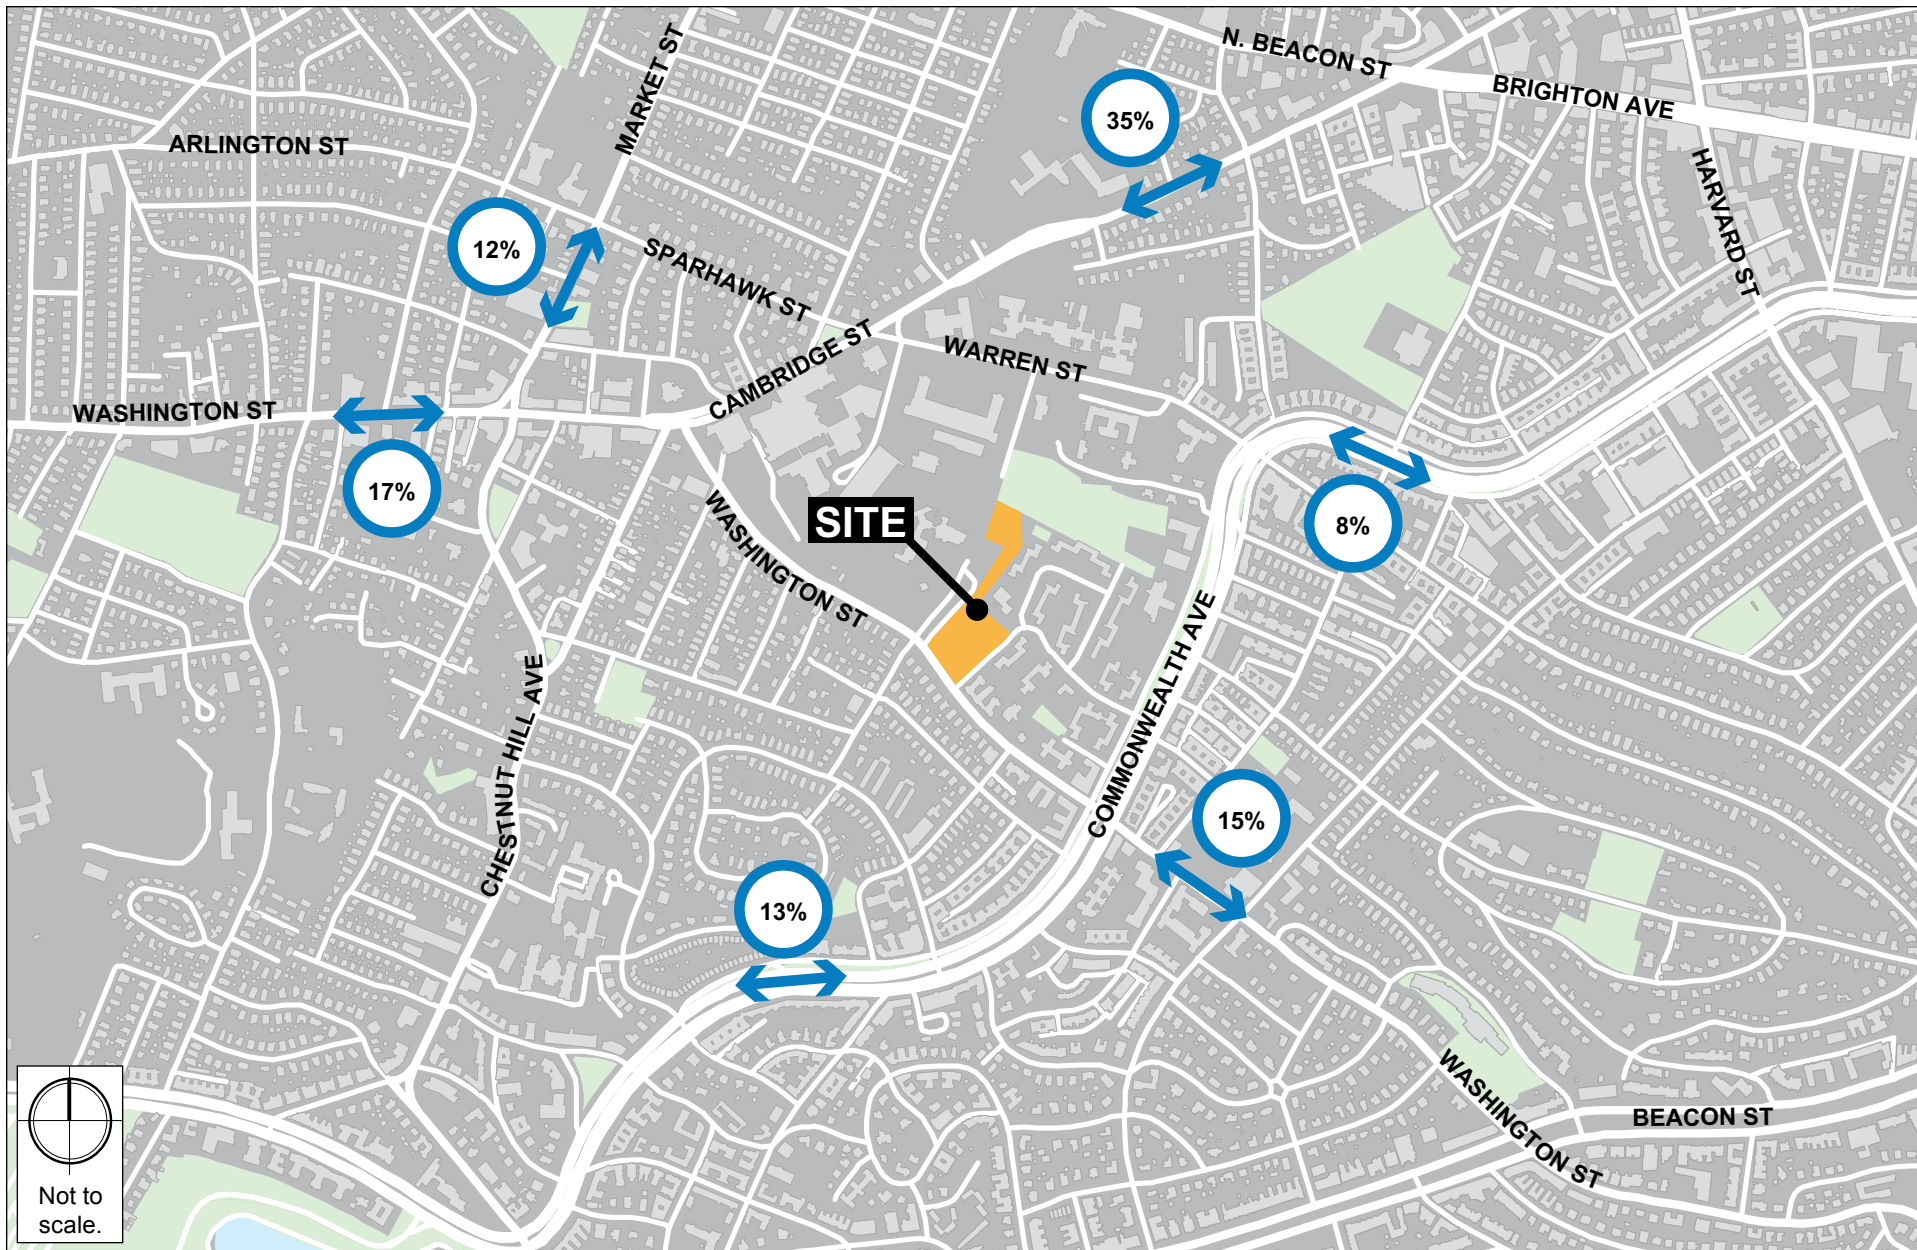 N. BEACON ST
MARKET ST
BRIGHTON AVE
35%
ARLINGTON ST
HARVARD ST
12%
SPARHAWK ST
CAMBRIDGE ST
WARREN ST
WASHINGTON ST
17%
SITE
8%
WASHINGTON ST
COMMONWEALTH AVE
CHESTNUT HILL AVE
15%
13%
WASHINGTON ST
BEACON ST
Not to
scale.